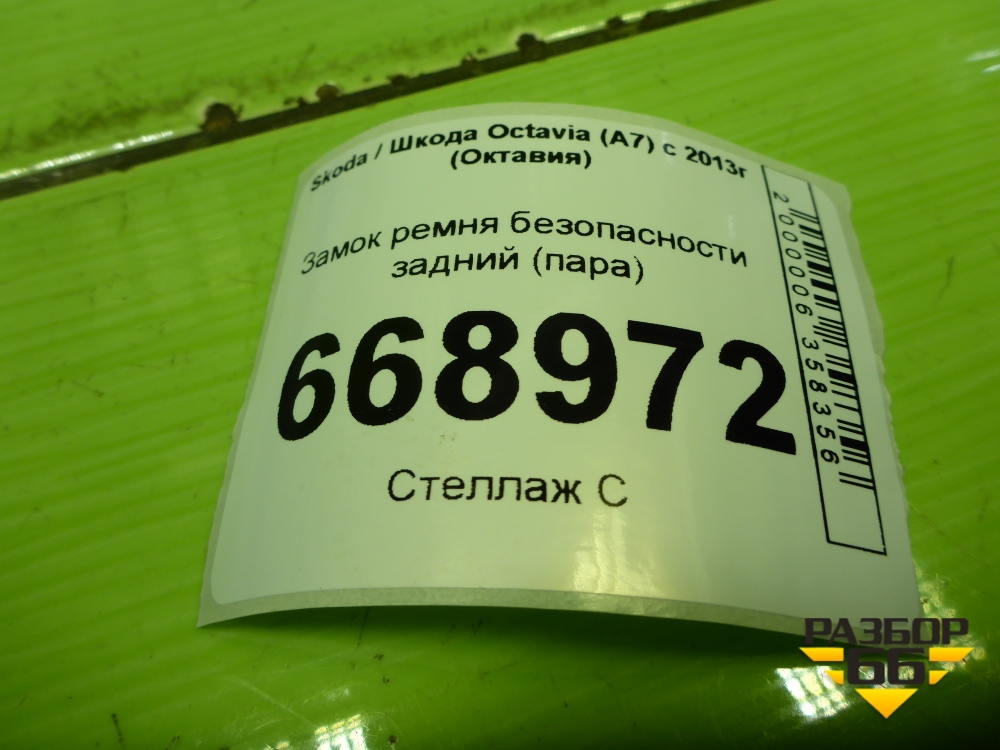 Skoda / Шкода Octavia (A7) с 2013г
(Октавия)
Замок ремня безопасности
задний (пара)
668972
Стеллаж С
2000006358356
РАЗБОР
66